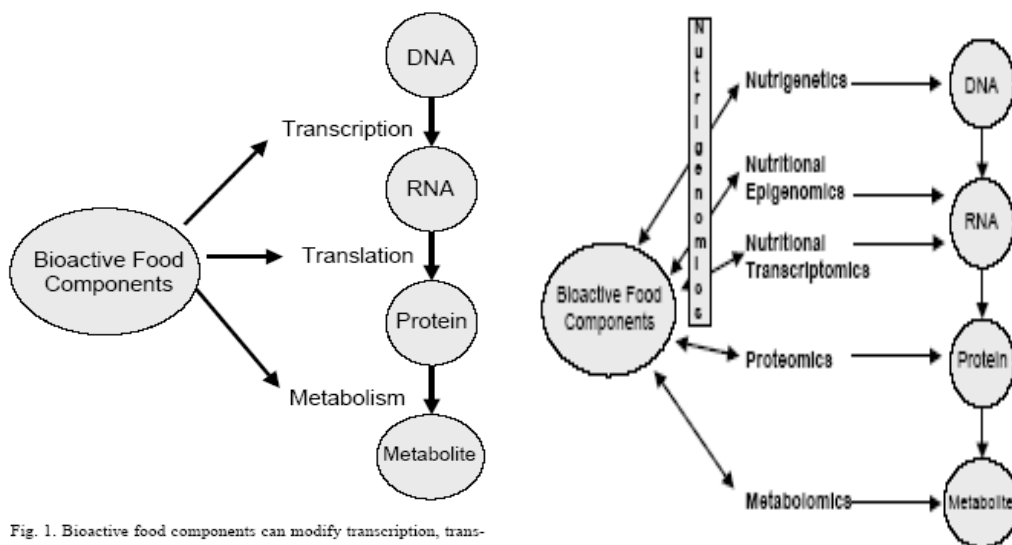 DNA
Transcription
RNA
Bioactive Food
Components
Translation
Protein
Metabolism
Metabolite
Fig. 1. Bioactive food components can modify transcription, trans-
Nutrigenomics
Nutrigenetics
DNA
Nutritional
Epigenomics
RNA
Nutritional
Transcriptomics
Bioactive Food
Components
Proteomics
Protein
Metabolomics
Metabolite